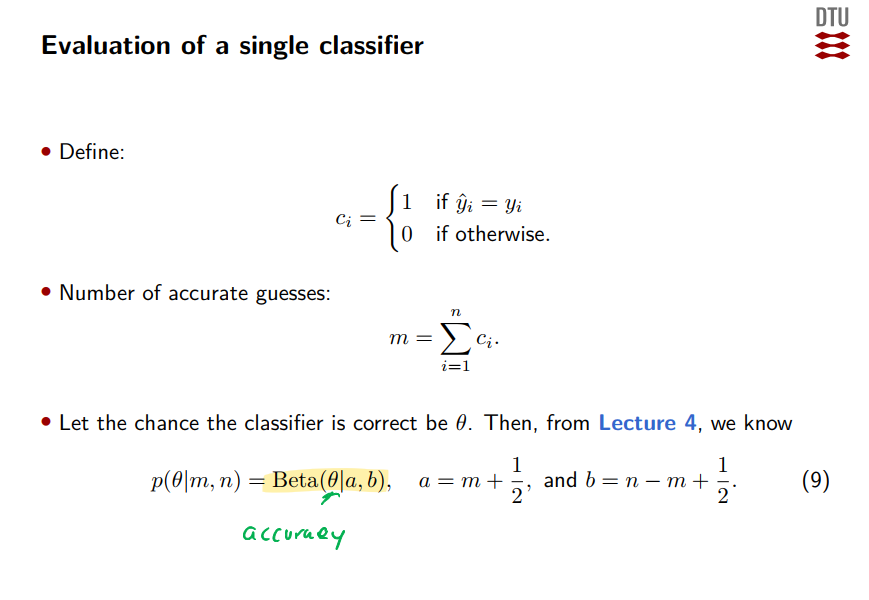 DTU
Evaluation of a single classifier
• Define:
c_i = { 1 if ŷ_i = y_i
0 if otherwise.
• Number of accurate guesses:
m = ∑_{i=1}^{n} c_i.
• Let the chance the classifier is correct be θ. Then, from Lecture 4, we know
p(θ|m, n) = Beta(θ|a, b), a = m + 1/2, and b = n − m + 1/2. (9)
accuracy